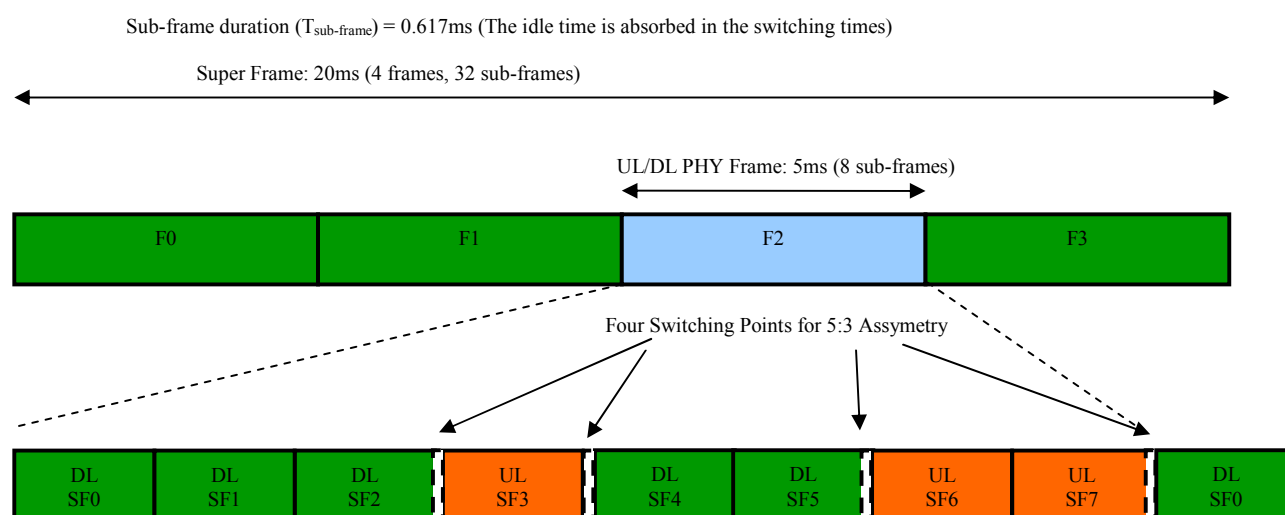 Sub-frame duration (Tsub-frame) = 0.617ms (The idle time is absorbed in the switching times)
Super Frame: 20ms (4 frames, 32 sub-frames)
UL/DL PHY Frame: 5ms (8 sub-frames)
F0 F1 F2 F3
Four Switching Points for 5:3 Assymetry
DL DL DL UL DL DL UL UL DL
SF0 SF1 SF2 SF3 SF4 SF5 SF6 SF7 SF0